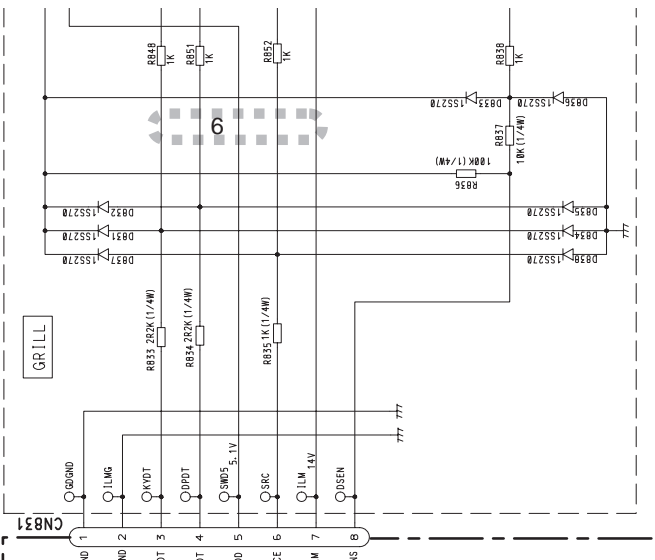 R848
1K
R851
1K
R852
1K
R838
1K
1SS270
D833
1SS270
D836
6
R837
10K(1/4W)
100K(1/4W)
R836
1SS270
D832
1SS270
D835
1SS270
D831
1SS270
D834
1SS270
D837
1SS270
D838
R833 2R2K(1/4W)
R834 2R2K(1/4W)
R835 1K(1/4W)
GRILL
GDGND
ILMG
KYDT
DPDT
SWD5
5.1V
SRC
ILM
14V
DSEN
CN831
1
2
3
4
5
6
7
8